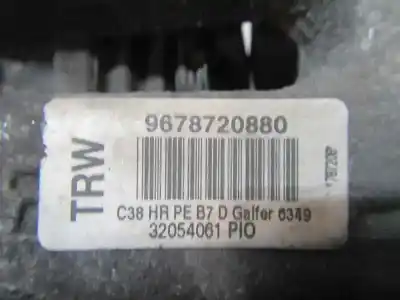 TRW
9678720880
C38 HR PE B7 D Galfer 6349
32054061 PIO